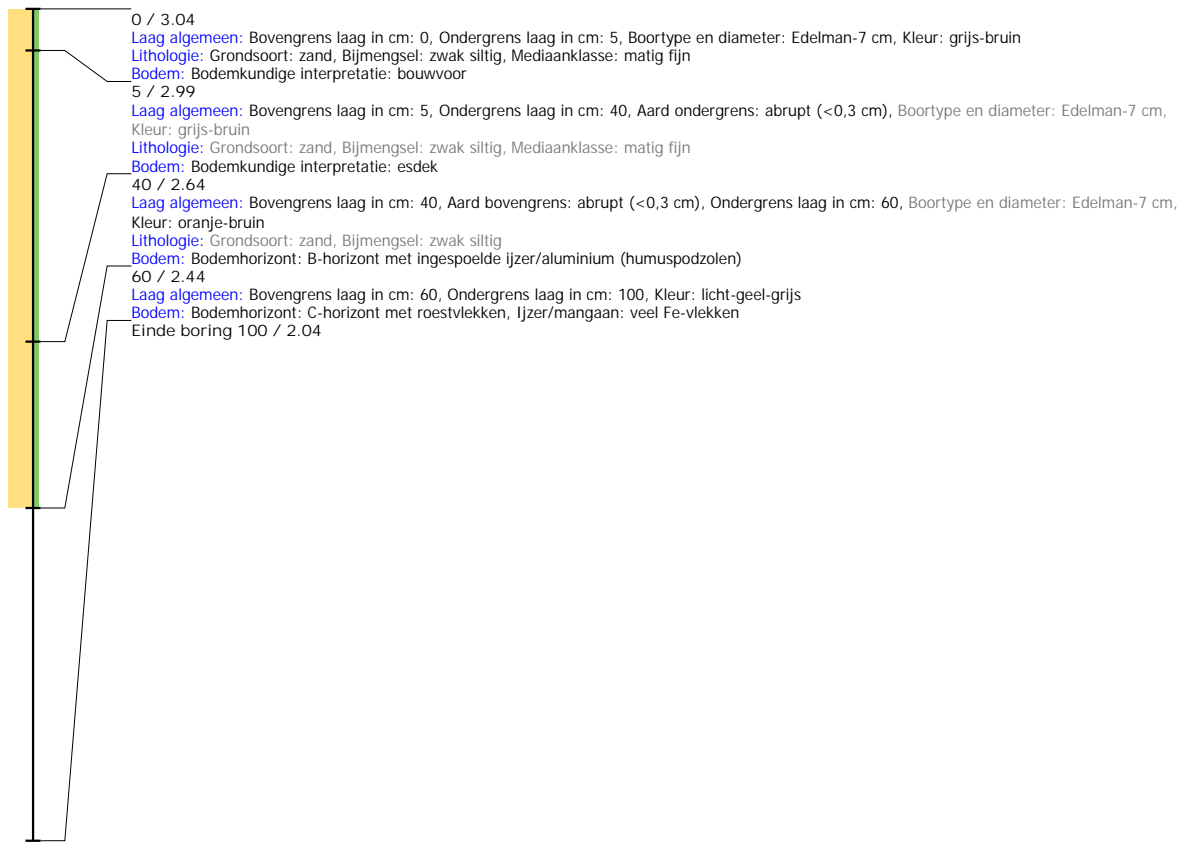 0 / 3.04
Laag algemeen: Bovengrens laag in cm: 0, Ondergrens laag in cm: 5, Boortype en diameter: Edelman-7 cm, Kleur: grijs-bruin
Lithologie: Grondsoort: zand, Bijmengsel: zwak siltig, Mediaanklasse: matig fijn
Bodem: Bodemkundige interpretatie: bouwvoor
5 / 2.99
Laag algemeen: Bovengrens laag in cm: 5, Ondergrens laag in cm: 40, Aard ondergrens: abrupt (<0,3 cm), Boortype en diameter: Edelman-7 cm,
Kleur: grijs-bruin
Lithologie: Grondsoort: zand, Bijmengsel: zwak siltig, Mediaanklasse: matig fijn
Bodem: Bodemkundige interpretatie: esdek
40 / 2.64
Laag algemeen: Bovengrens laag in cm: 40, Aard bovengrens: abrupt (<0,3 cm), Ondergrens laag in cm: 60, Boortype en diameter: Edelman-7 cm,
Kleur: oranje-bruin
Lithologie: Grondsoort: zand, Bijmengsel: zwak siltig
Bodem: Bodemhorizont: B-horizont met ingespoelde ijzer/aluminium (humuspodzolen)
60 / 2.44
Laag algemeen: Bovengrens laag in cm: 60, Ondergrens laag in cm: 100, Kleur: licht-geel-grijs
Bodem: Bodemhorizont: C-horizont met roestvlekken, Ijzer/mangaan: veel Fe-vlekken
Einde boring 100 / 2.04